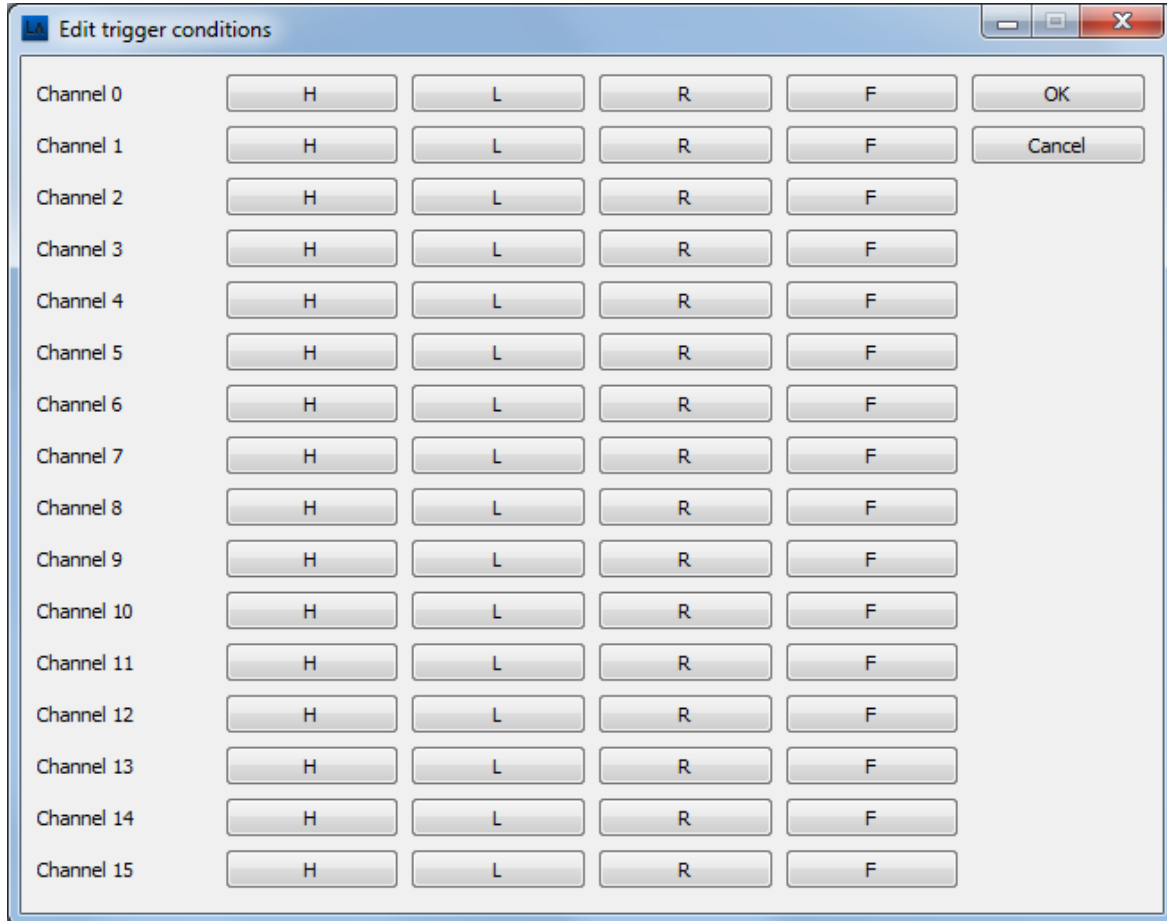 LA Edit trigger conditions
Channel 0 H L R F OK
Channel 1 H L R F Cancel
Channel 2 H L R F
Channel 3 H L R F
Channel 4 H L R F
Channel 5 H L R F
Channel 6 H L R F
Channel 7 H L R F
Channel 8 H L R F
Channel 9 H L R F
Channel 10 H L R F
Channel 11 H L R F
Channel 12 H L R F
Channel 13 H L R F
Channel 14 H L R F
Channel 15 H L R F